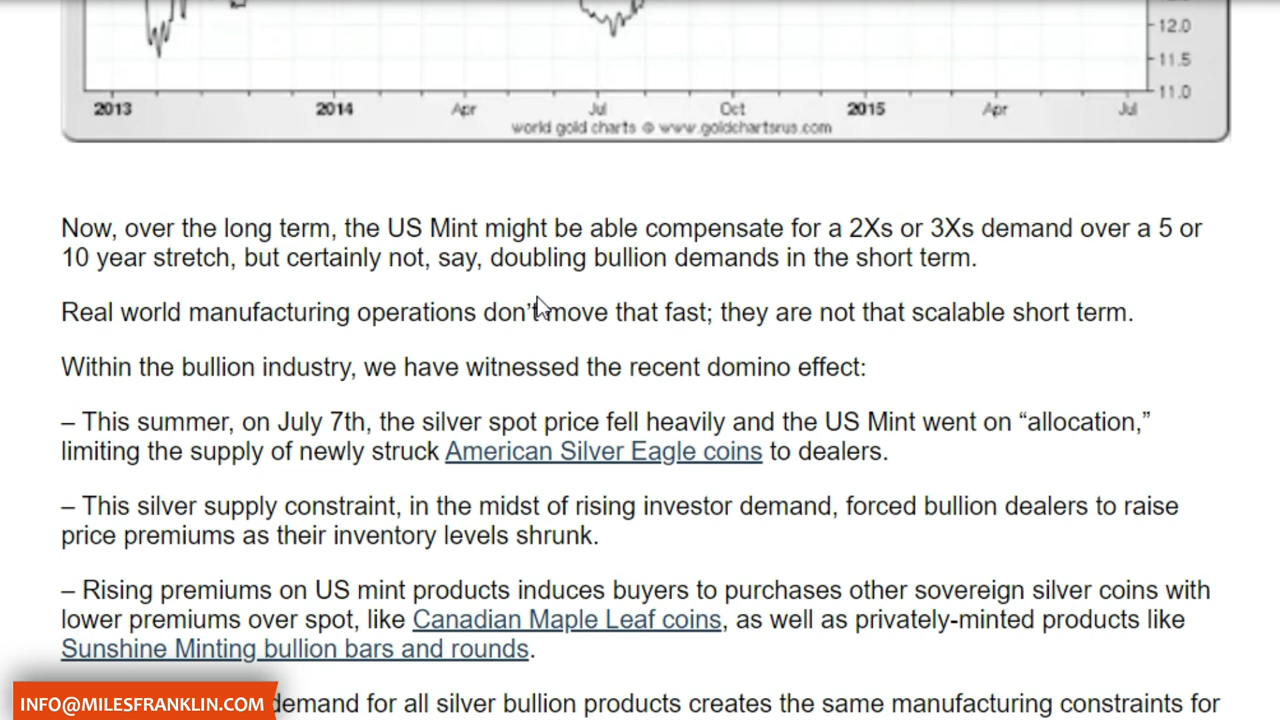 12.0
11.5
11.0
2013 2014 Apr Jul Oct 2015 Apr Jul
world gold charts © www.goldchartsrus.com
Now, over the long term, the US Mint might be able compensate for a 2Xs or 3Xs demand over a 5 or
10 year stretch, but certainly not, say, doubling bullion demands in the short term.
Real world manufacturing operations don't move that fast; they are not that scalable short term.
Within the bullion industry, we have witnessed the recent domino effect:
– This summer, on July 7th, the silver spot price fell heavily and the US Mint went on “allocation,”
limiting the supply of newly struck American Silver Eagle coins to dealers.
– This silver supply constraint, in the midst of rising investor demand, forced bullion dealers to raise
price premiums as their inventory levels shrunk.
– Rising premiums on US mint products induces buyers to purchases other sovereign silver coins with
lower premiums over spot, like Canadian Maple Leaf coins, as well as privately-minted products like
Sunshine Minting bullion bars and rounds.
demand for all silver bullion products creates the same manufacturing constraints for
INFO@MILESFRANKLIN.COM